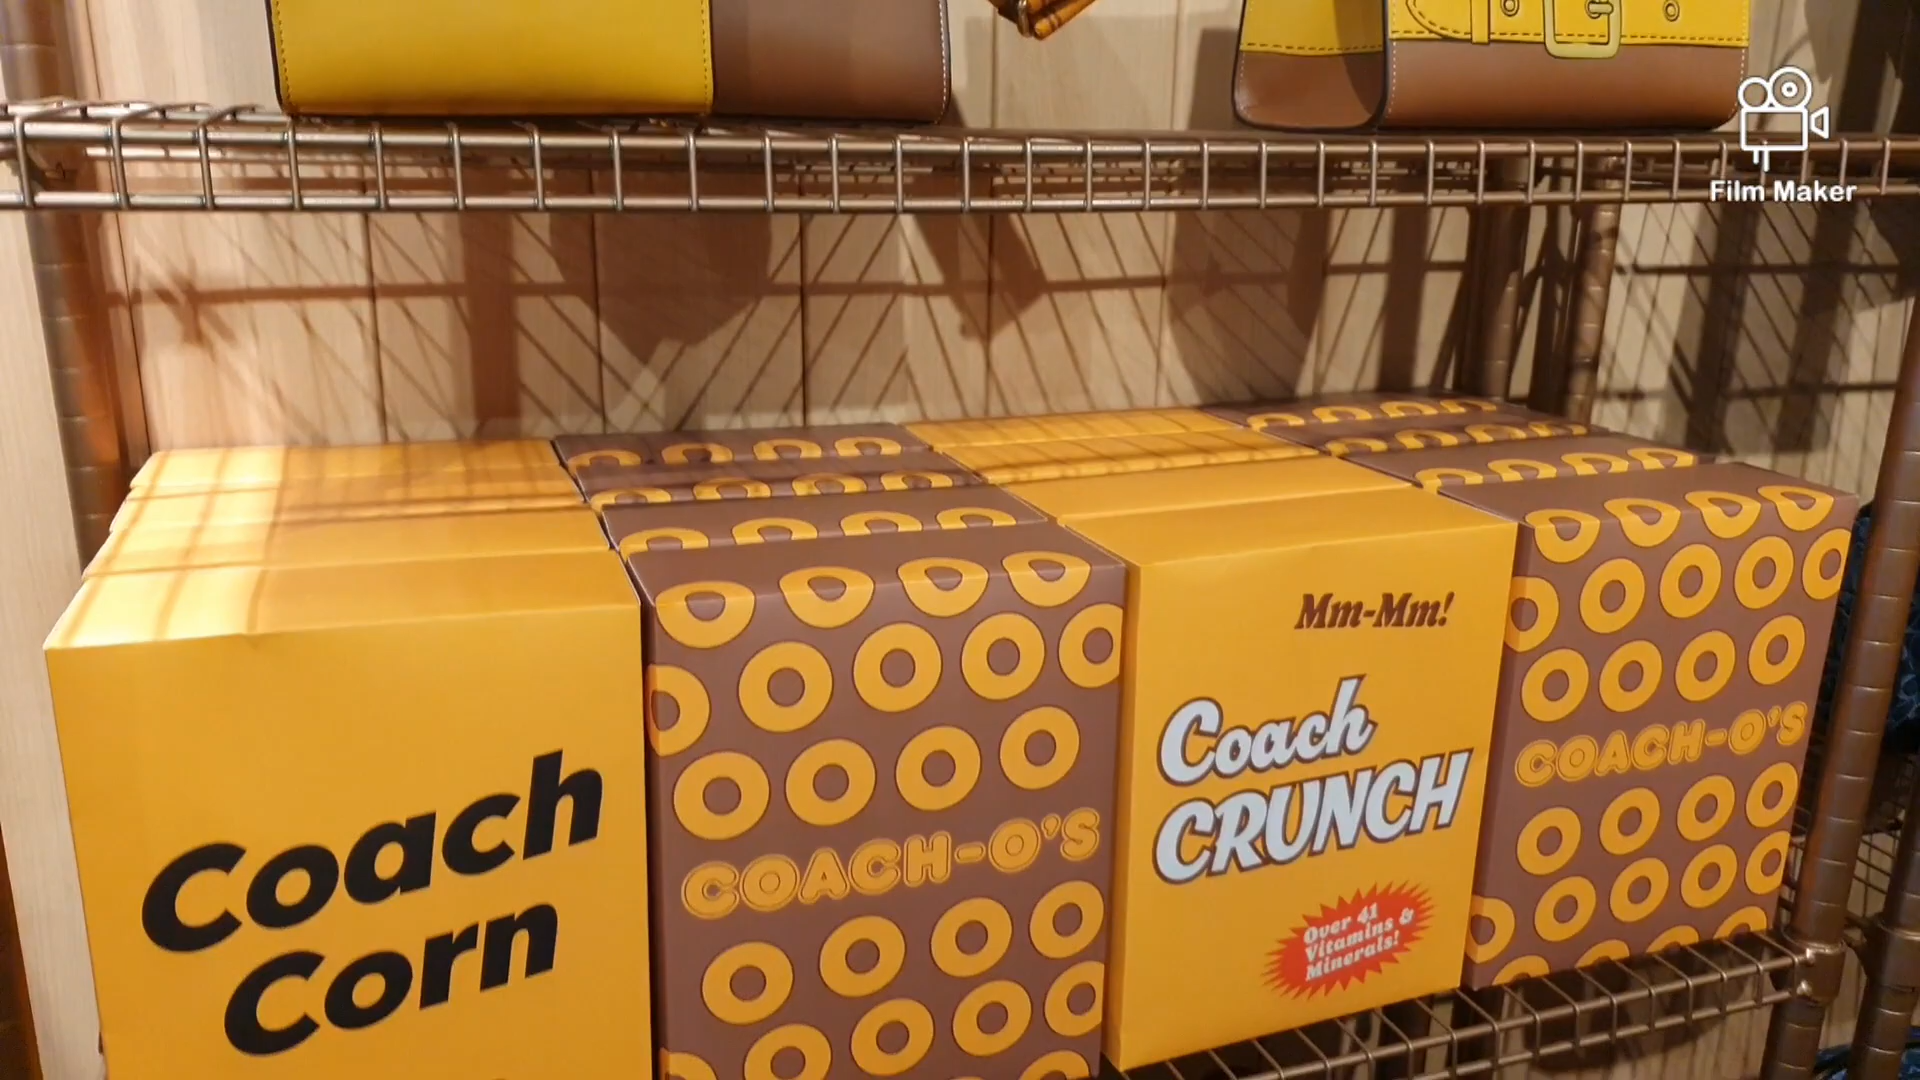 Film Maker
Coach
Corn
COACH-O'S
Mm-Mm!
Coach
CRUNCH
Over 41
Vitamins &
Minerals!
COACH-O'S